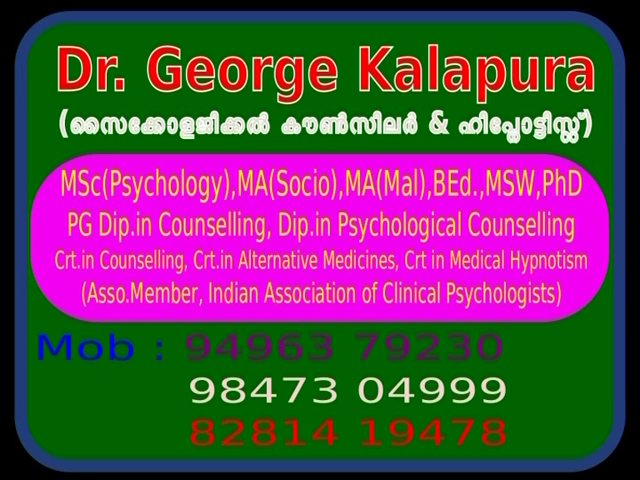 Dr. George Kalapura
(സൈക്കോളജിക്കൽ കൗൺസിലർ & ഹിപ്നോട്ടിസ്റ്റ്)
MSc(Psychology),MA(Socio),MA(Mal),BEd.,MSW,PhD
PG Dip.in Counselling, Dip.in Psychological Counselling
Crt.in Counselling, Crt.in Alternative Medicines, Crt in Medical Hypnotism
(Asso.Member, Indian Association of Clinical Psychologists)
Mob : 94963 79230
98473 04999
82814 19478